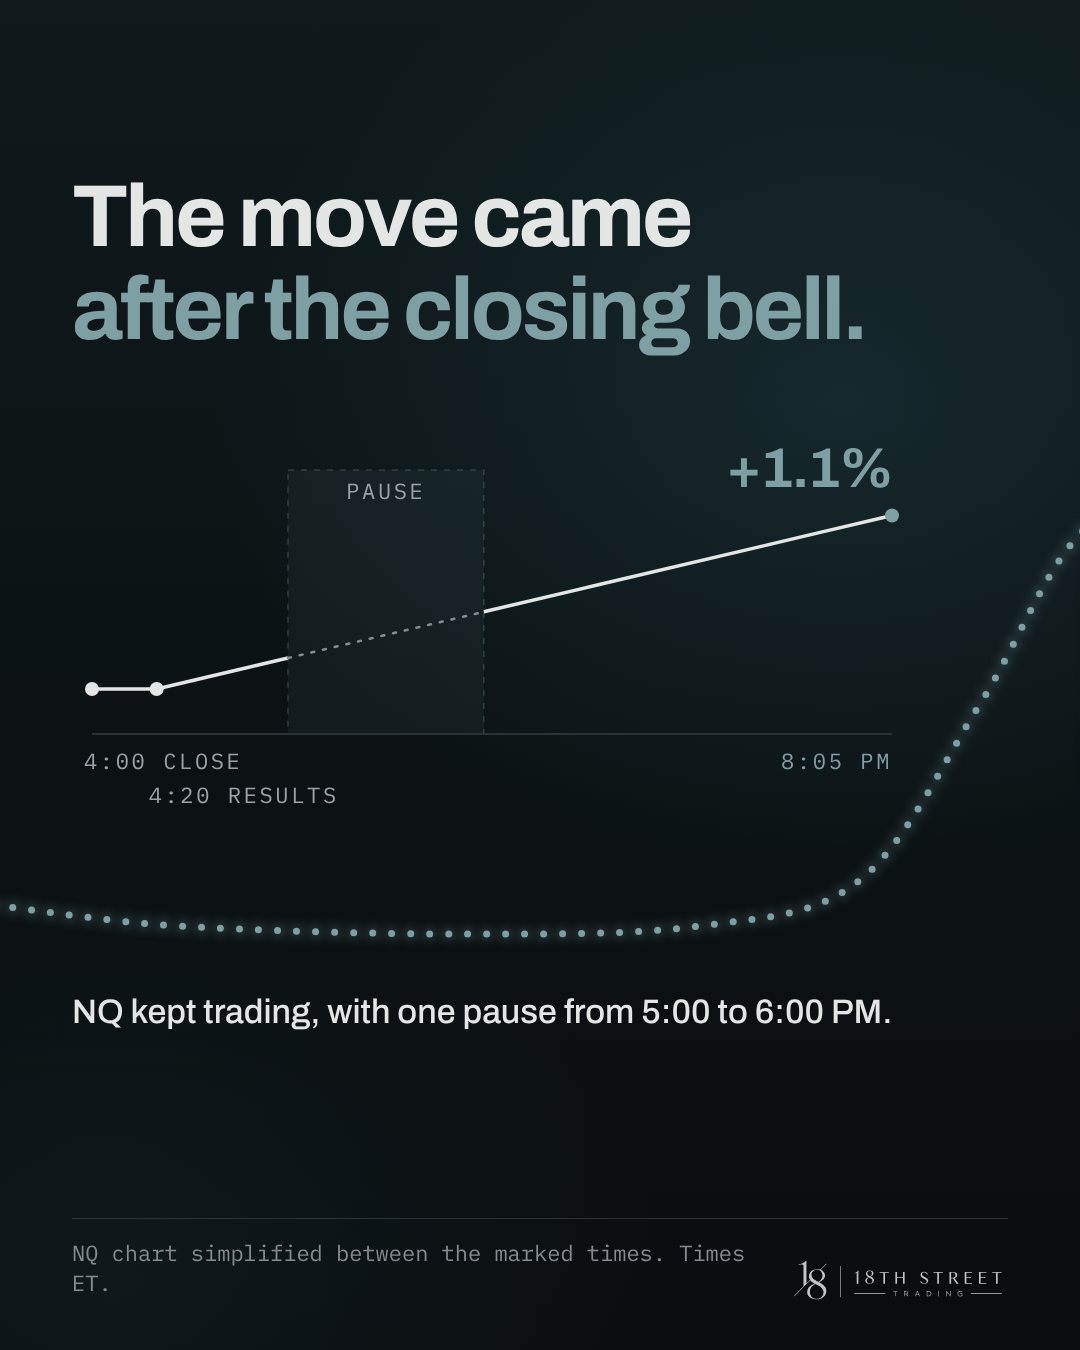 The move came
after the closing bell.
+1.1%
PAUSE
4:00 CLOSE
8:05 PM
4:20 RESULTS
NQ kept trading, with one pause from 5:00 to 6:00 PM.
NQ chart simplified between the marked times. Times
ET.
18
18TH STREET
TRADING